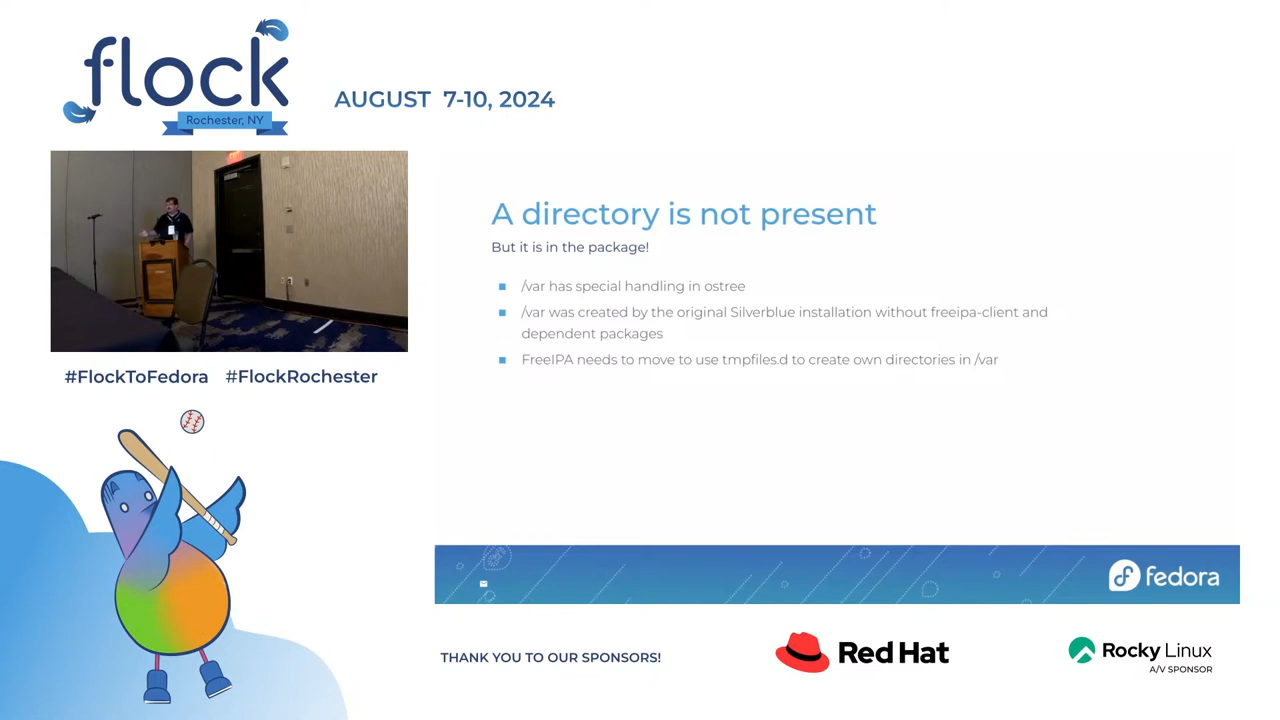 flock
Rochester, NY
AUGUST 7-10, 2024
A directory is not present
But it is in the package!
/var has special handling in ostree
/var was created by the original Silverblue installation without freeipa-client and
dependent packages
FreeIPA needs to move to use tmpfiles.d to create own directories in /var
#FlockToFedora #FlockRochester
fedora
THANK YOU TO OUR SPONSORS!
Red Hat
Rocky Linux
A/V SPONSOR